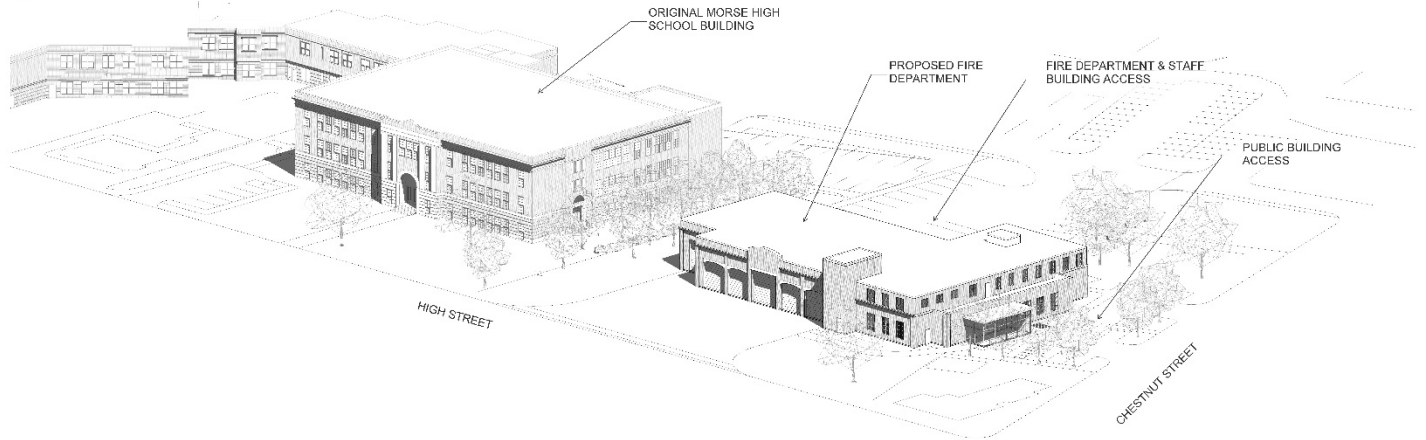 ORIGINAL MORSE HIGH
SCHOOL BUILDING
PROPOSED FIRE
DEPARTMENT
FIRE DEPARTMENT & STAFF
BUILDING ACCESS
PUBLIC BUILDING
ACCESS
HIGH STREET
CHESTNUT STREET